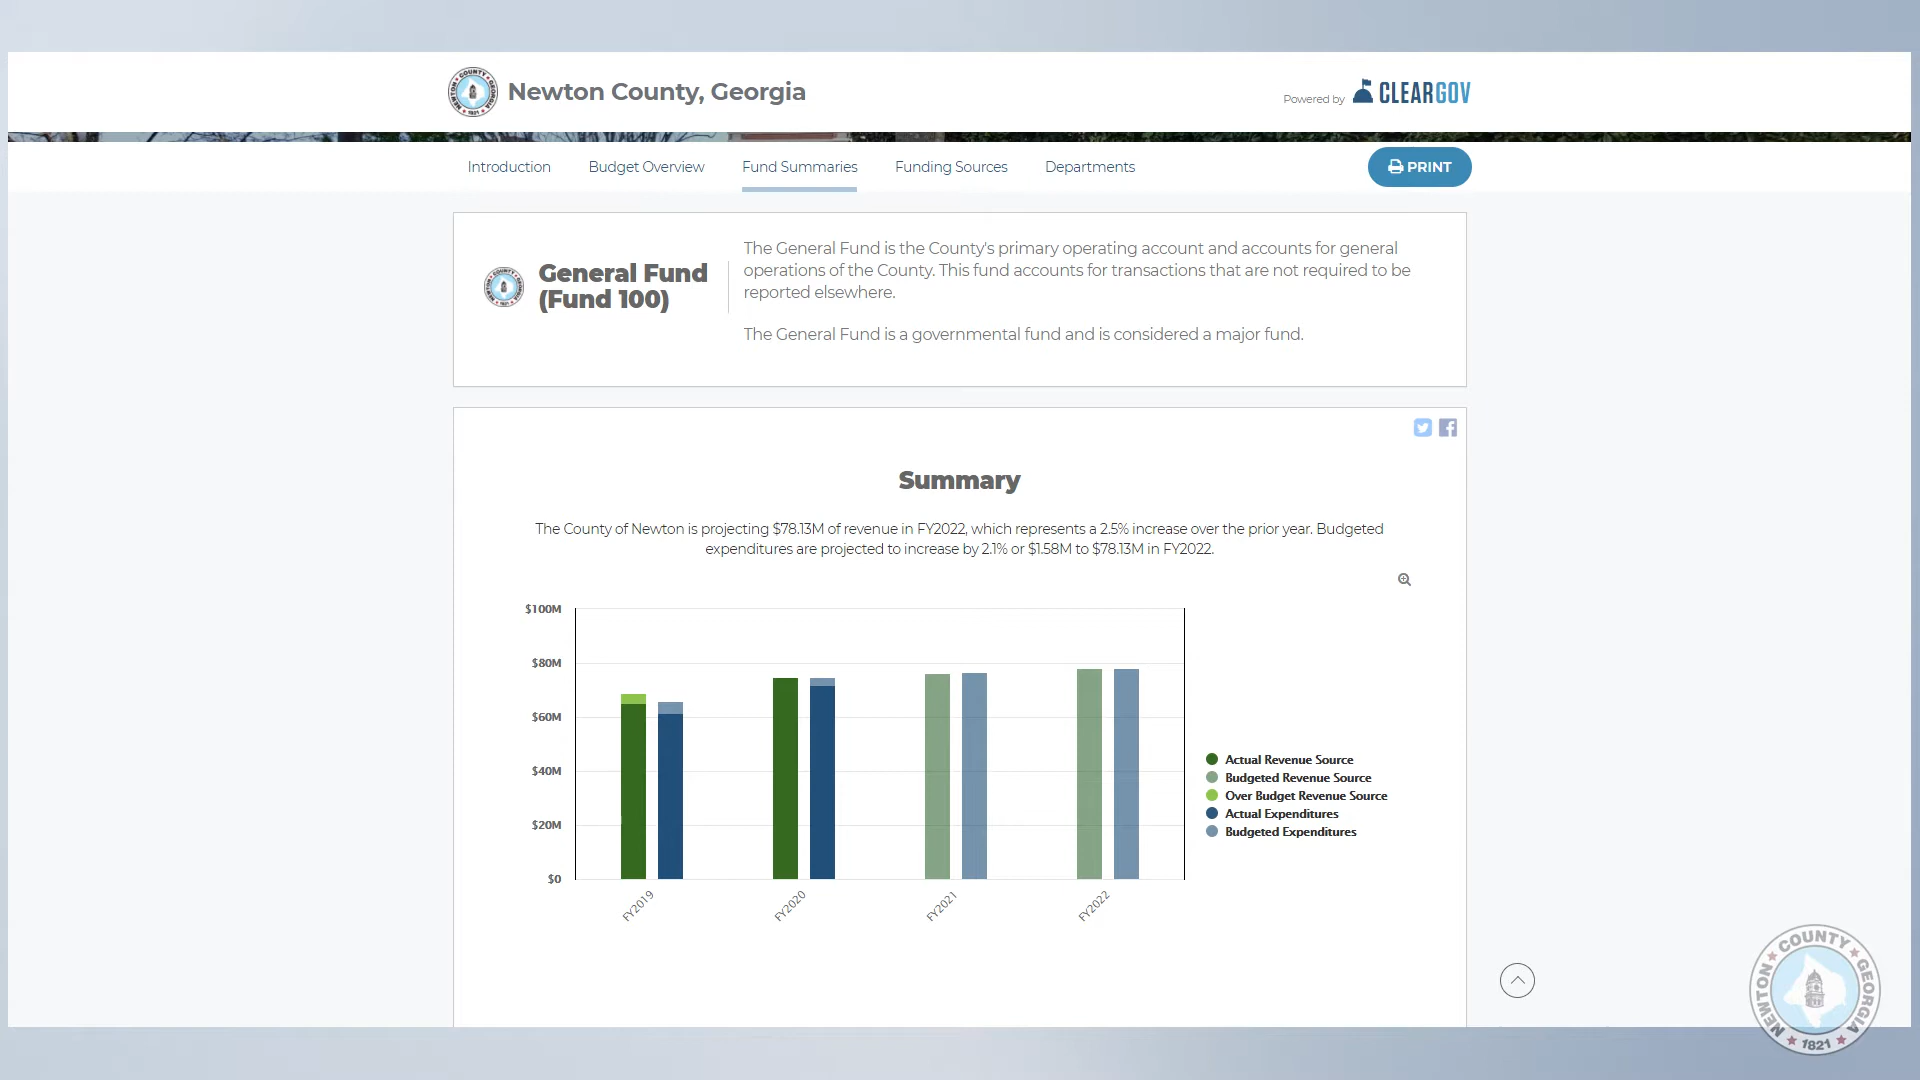 Newton County, Georgia
Powered by CLEARGOV
Introduction Budget Overview Fund Summaries Funding Sources Departments PRINT
General Fund
(Fund 100)
The General Fund is the County's primary operating account and accounts for general
operations of the County. This fund accounts for transactions that are not required to be
reported elsewhere.
The General Fund is a governmental fund and is considered a major fund.
Summary
The County of Newton is projecting $78.13M of revenue in FY2022, which represents a 2.5% increase over the prior year. Budgeted
expenditures are projected to increase by 2.1% or $1.58M to $78.13M in FY2022.
$100M
$80M
$60M
$40M
$20M
$0
FY2019 FY2020 FY2021 FY2022
Actual Revenue Source
Budgeted Revenue Source
Over Budget Revenue Source
Actual Expenditures
Budgeted Expenditures
NEWTON COUNTY GEORGIA
1821